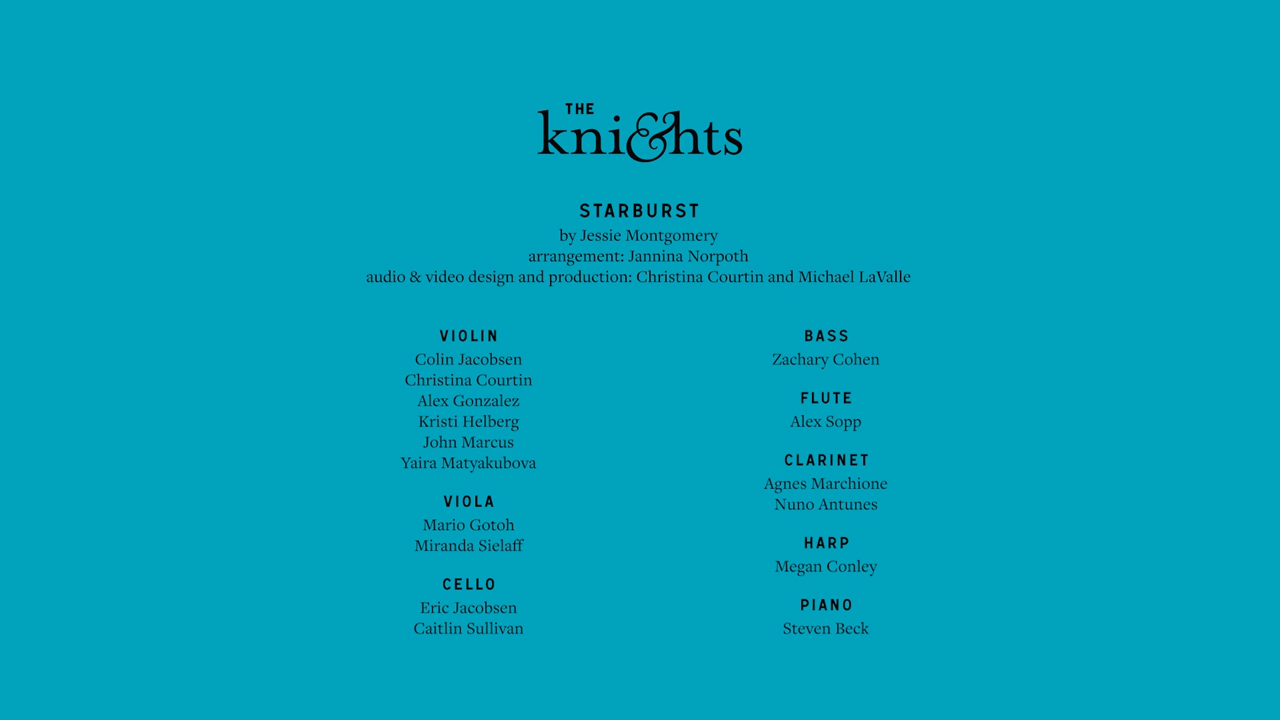 THE
kni&hts
STARBURST
by Jessie Montgomery
arrangement: Jannina Norpoth
audio & video design and production: Christina Courtin and Michael LaValle
VIOLIN
Colin Jacobsen
Christina Courtin
Alex Gonzalez
Kristi Helberg
John Marcus
Yaira Matyakubova
VIOLA
Mario Gotoh
Miranda Sielaff
CELLO
Eric Jacobsen
Caitlin Sullivan
BASS
Zachary Cohen
FLUTE
Alex Sopp
CLARINET
Agnes Marchione
Nuno Antunes
HARP
Megan Conley
PIANO
Steven Beck